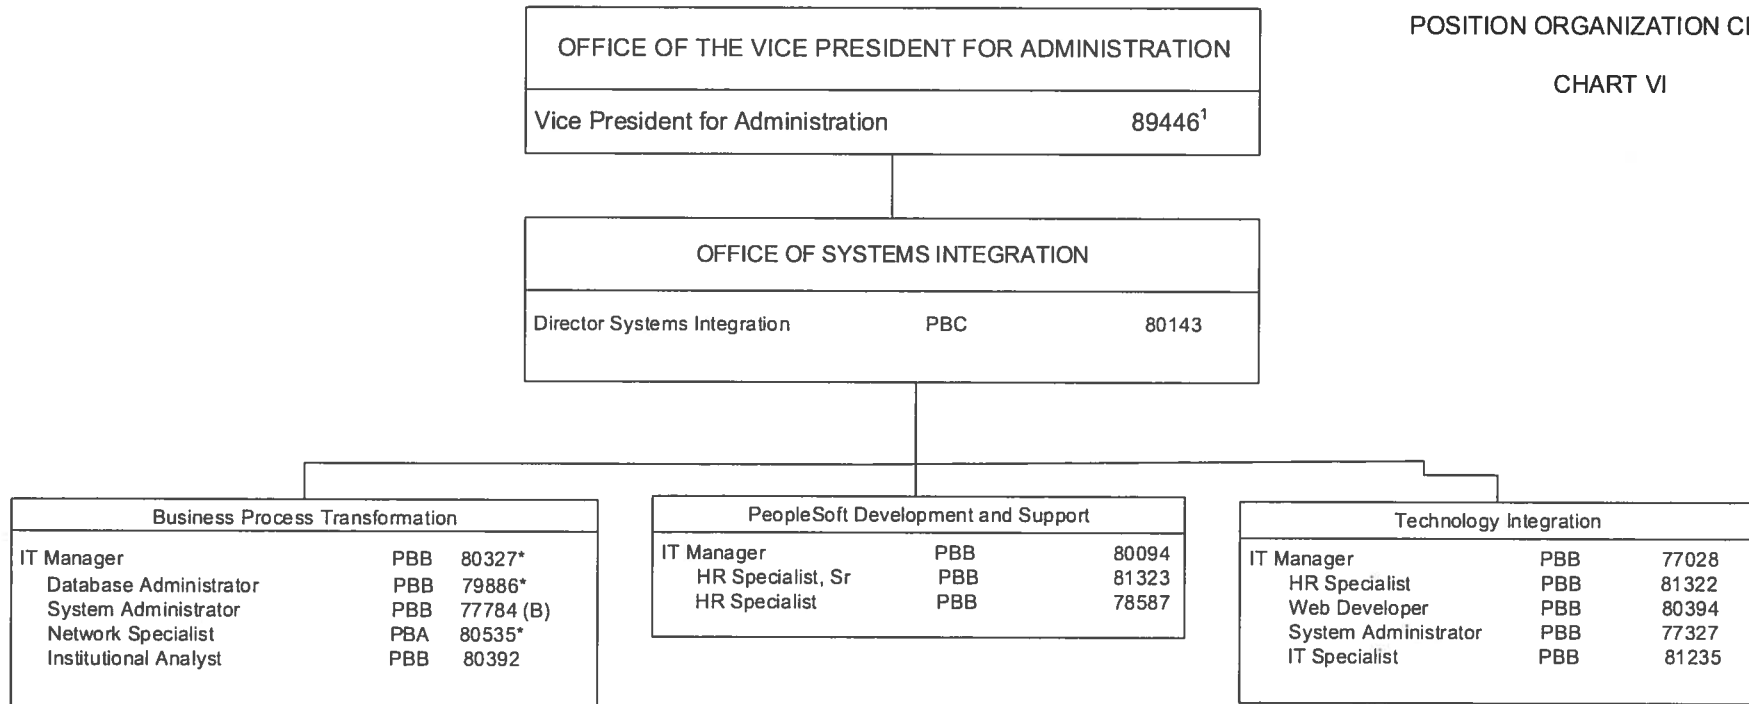 POSITION ORGANIZATION
CHART VI
OFFICE OF THE VICE PRESIDENT FOR ADMINISTRATION
Vice President for Administration 89446¹
OFFICE OF SYSTEMS INTEGRATION
Director Systems Integration PBC 80143
Business Process Transformation
IT Manager PBB 80327*
Database Administrator PBB 79886*
System Administrator PBB 77784 (B)
Network Specialist PBA 80535*
Institutional Analyst PBB 80392
PeopleSoft Development and Support
IT Manager PBB 80094
HR Specialist, Sr PBB 81323
HR Specialist PBB 78587
Technology Integration
IT Manager PBB 77028
HR Specialist PBB 81322
Web Developer PBB 80394
System Administrator PBB 77327
IT Specialist PBB 81235